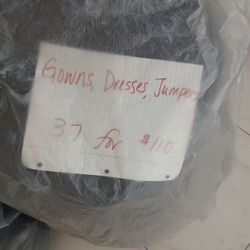 Gowns, Dresses, Jumpers
37 for $110